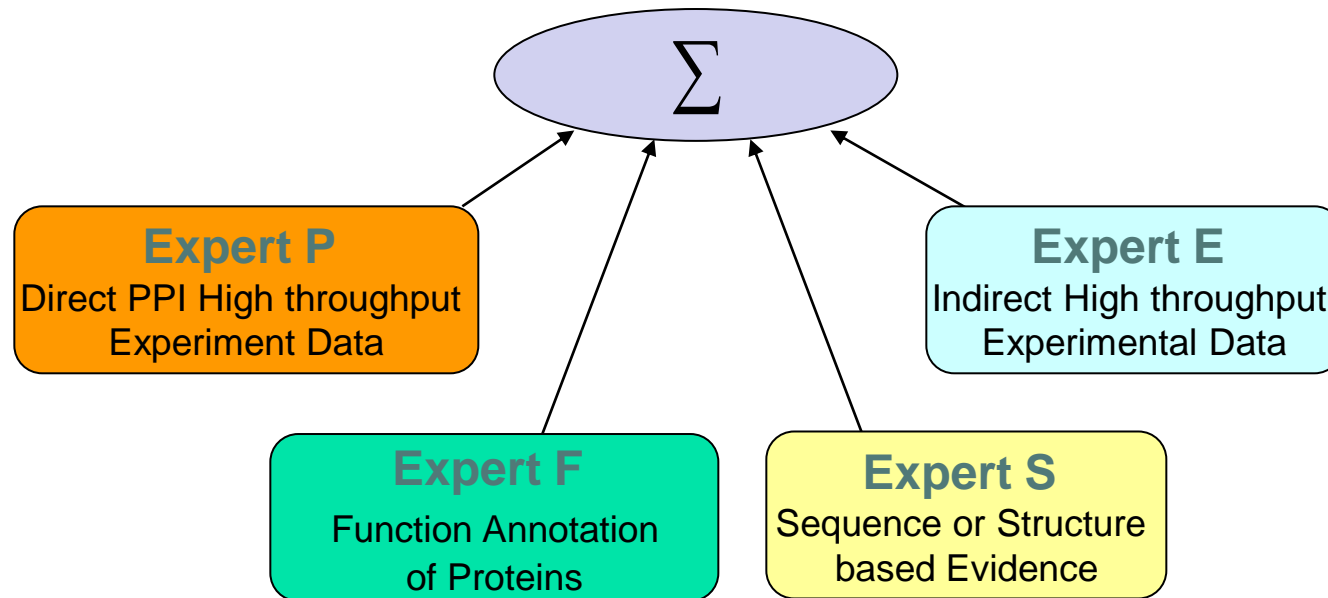 ∑
Expert P
Direct PPI High throughput
Experiment Data
Expert E
Indirect High throughput
Experimental Data
Expert F
Function Annotation
of Proteins
Expert S
Sequence or Structure
based Evidence